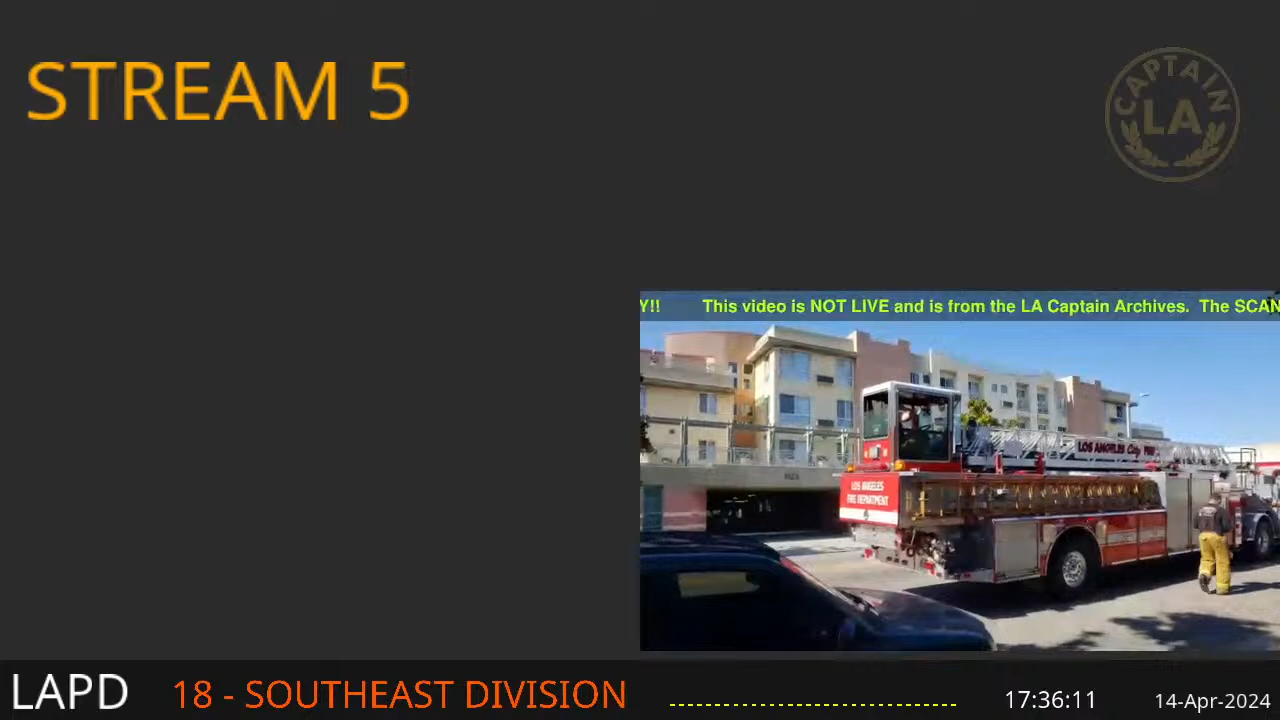 STREAM 5
CAPTAIN
LA
Y!! This video is NOT LIVE and is from the LA Captain Archives. The SCAN
LOS ANGELES City FIRE
LOS ANGELES
FIRE DEPARTMENT
LAPD
18 - SOUTHEAST DIVISION
17:36:11
14-Apr-2024